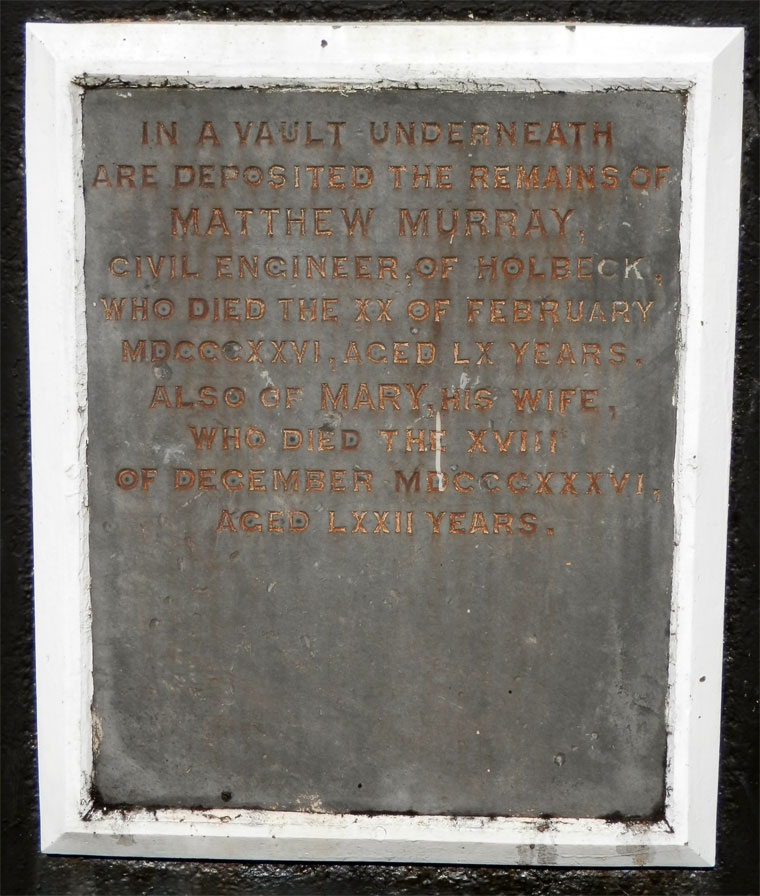 IN A VAULT UNDERNEATH
ARE DEPOSITED THE REMAINS OF
MATTHEW MURRAY,
CIVIL ENGINEER, OF HOLBECK,
WHO DIED THE XX OF FEBRUARY
MDCCCXXVI, AGED LX YEARS.
ALSO OF MARY, HIS WIFE,
WHO DIED THE XVIII
OF DECEMBER MDCCCXXXVI,
AGED LXXII YEARS.